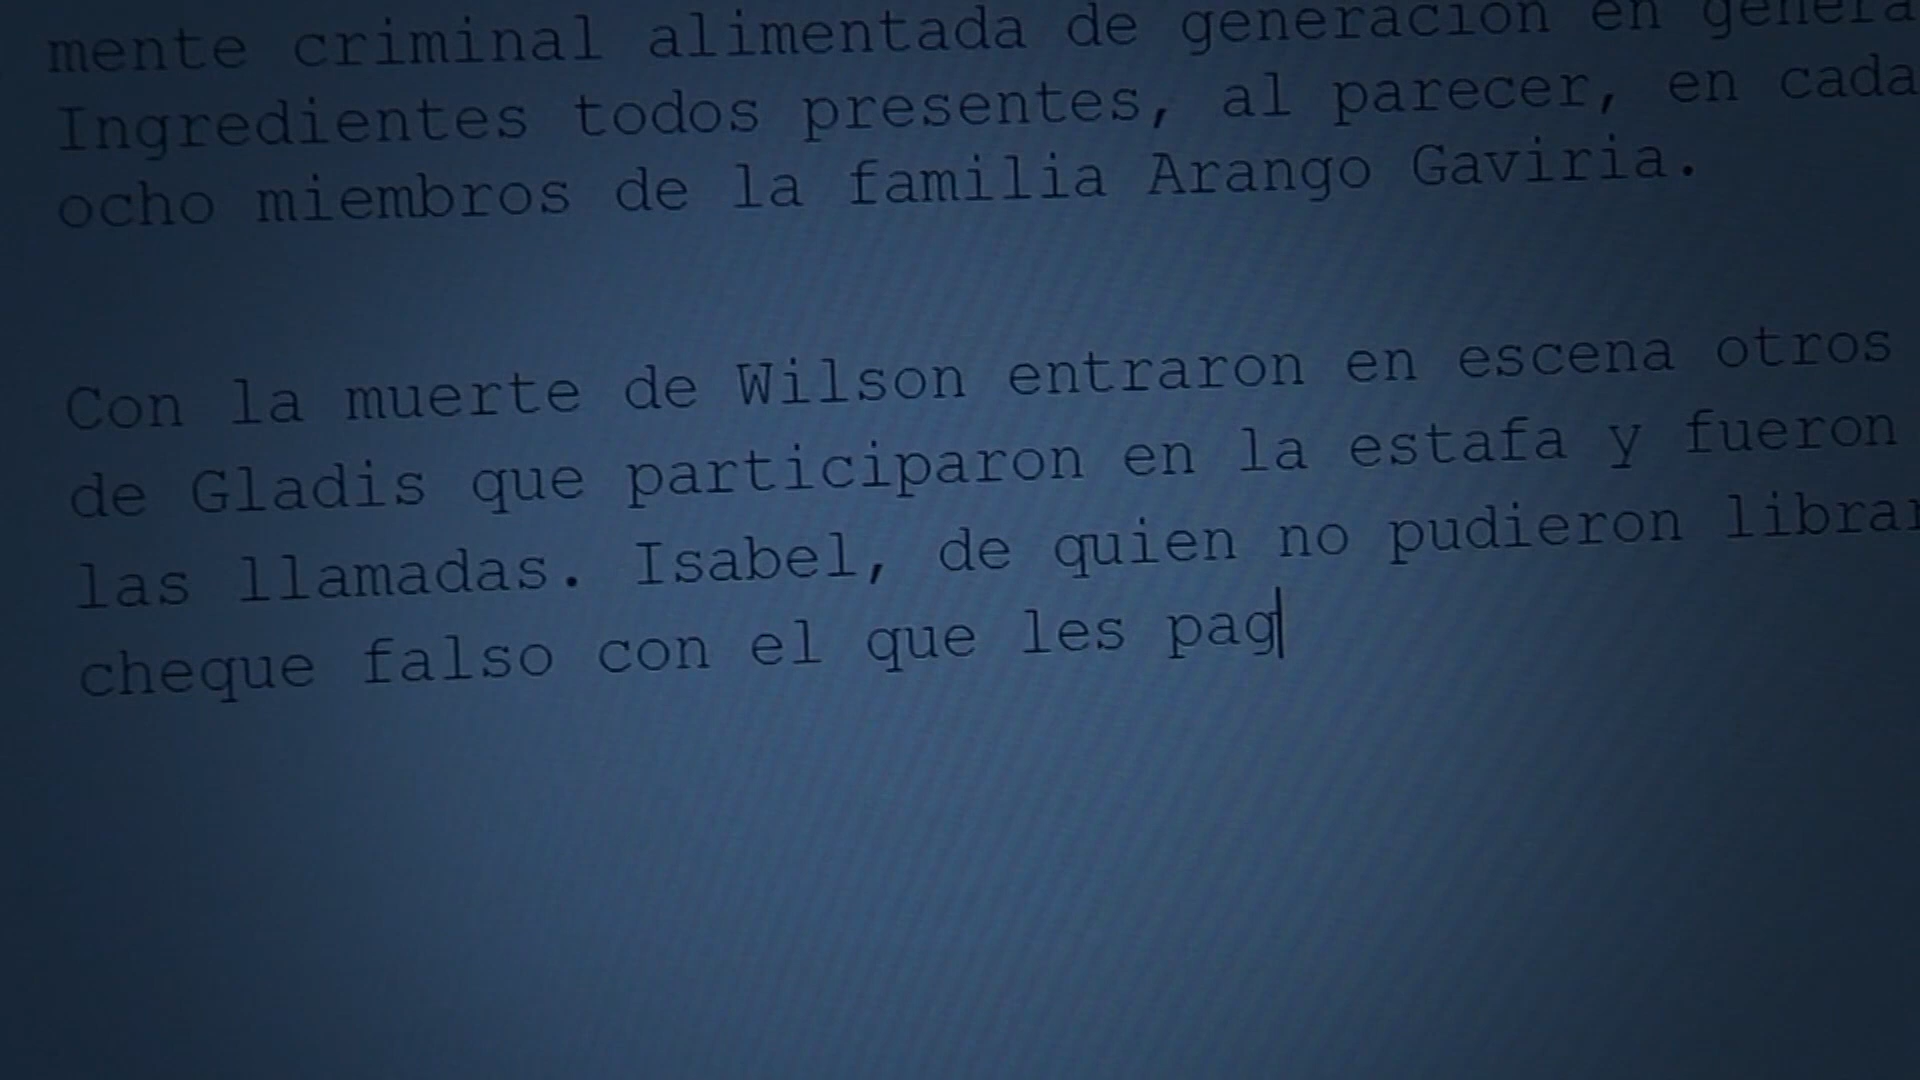 mente criminal alimentada de generación en genera
Ingredientes todos presentes, al parecer, en cada
ocho miembros de la familia Arango Gaviria.
Con la muerte de Wilson entraron en escena otros
de Gladis que participaron en la estafa y fueron
las llamadas. Isabel, de quien no pudieron librar
cheque falso con el que les pag